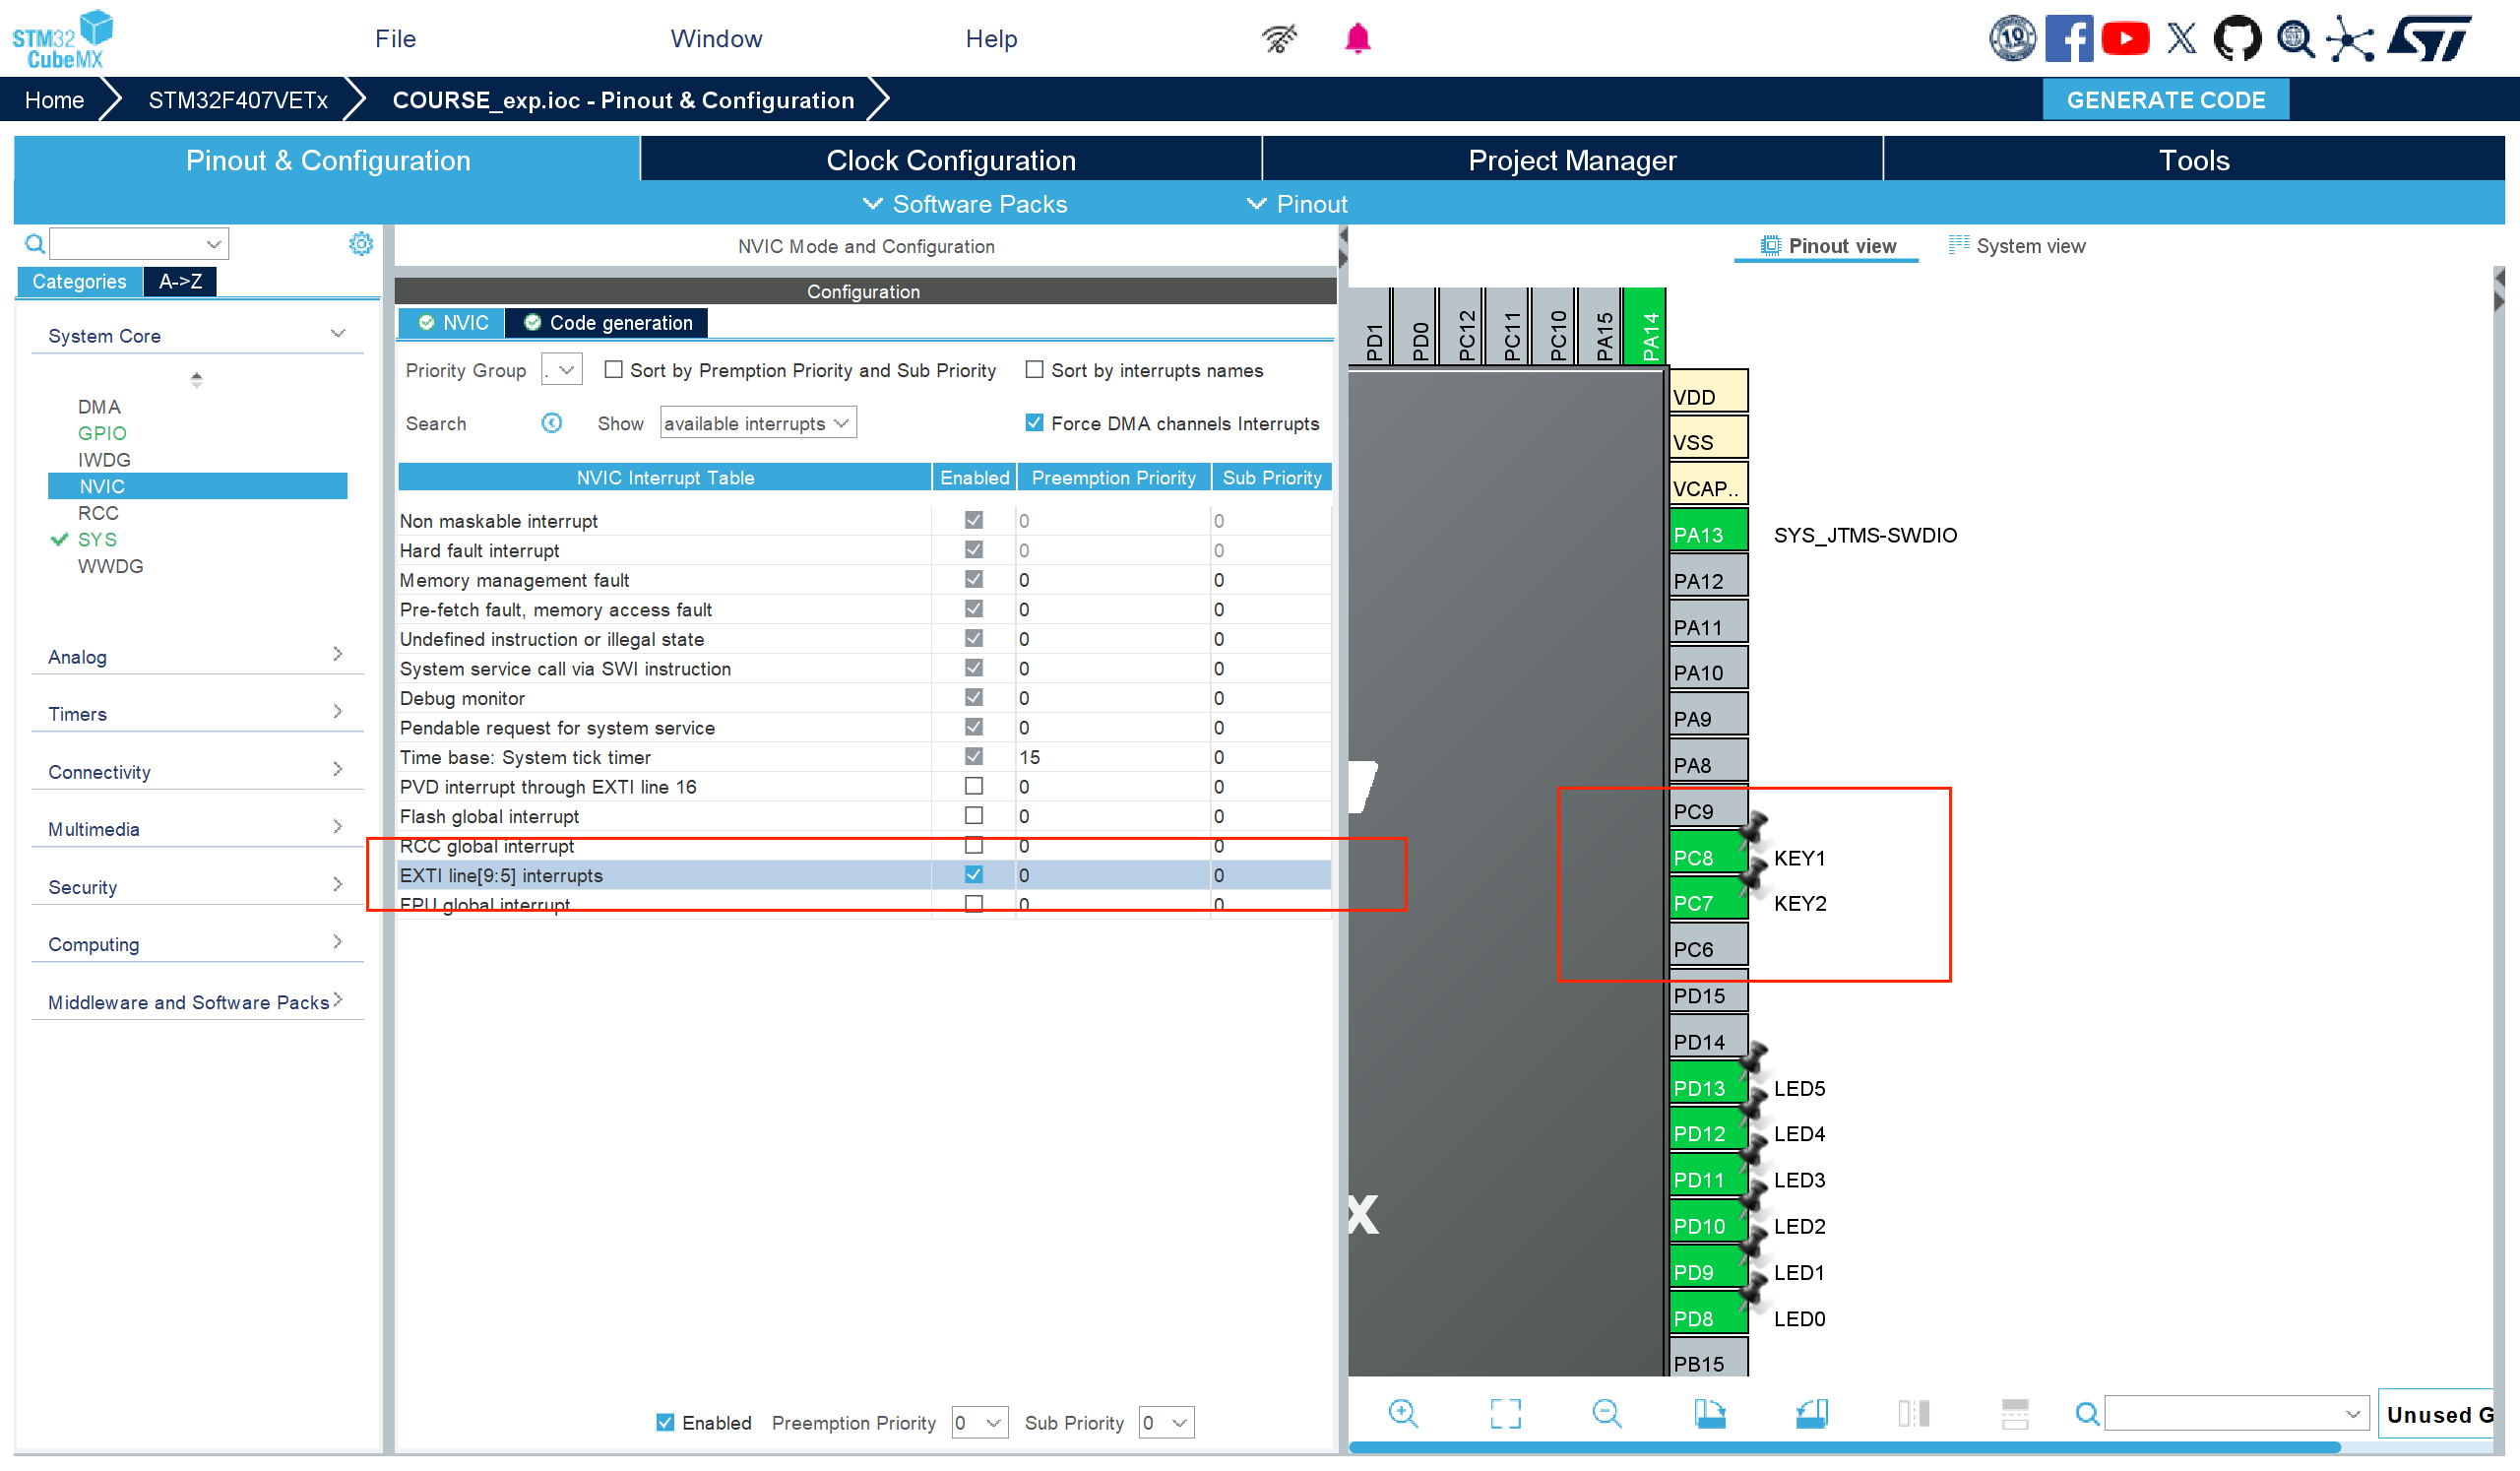 STM32
CubeMX
File
Window
Help
10
Home
STM32F407VETx
COURSE_exp.ioc - Pinout & Configuration
GENERATE CODE
Pinout & Configuration
Clock Configuration
Project Manager
Tools
Software Packs
Pinout
Categories
A->Z
System Core
DMA
GPIO
IWDG
NVIC
RCC
SYS
WWDG
Analog
Timers
Connectivity
Multimedia
Security
Computing
Middleware and Software Packs
NVIC Mode and Configuration
Configuration
NVIC
Code generation
Priority Group
.
Sort by Premption Priority and Sub Priority
Sort by interrupts names
Search
Show
available interrupts
Force DMA channels Interrupts
NVIC Interrupt Table Enabled Preemption Priority Sub Priority
Non maskable interrupt 0 0
Hard fault interrupt 0 0
Memory management fault 0 0
Pre-fetch fault, memory access fault 0 0
Undefined instruction or illegal state 0 0
System service call via SWI instruction 0 0
Debug monitor 0 0
Pendable request for system service 0 0
Time base: System tick timer 15 0
PVD interrupt through EXTI line 16 0 0
Flash global interrupt 0 0
RCC global interrupt 0 0
EXTI line[9:5] interrupts 0 0
FPU global interrupt 0 0
Enabled
Preemption Priority 0
Sub Priority 0
Pinout view
System view
PD1
PD0
PC12
PC11
PC10
PA15
PA14
VDD
VSS
VCAP..
PA13 SYS_JTMS-SWDIO
PA12
PA11
PA10
PA9
PA8
PC9
PC8 KEY1
PC7 KEY2
PC6
PD15
PD14
PD13 LED5
PD12 LED4
PD11 LED3
PD10 LED2
PD9 LED1
PD8 LED0
PB15
x
Unused G